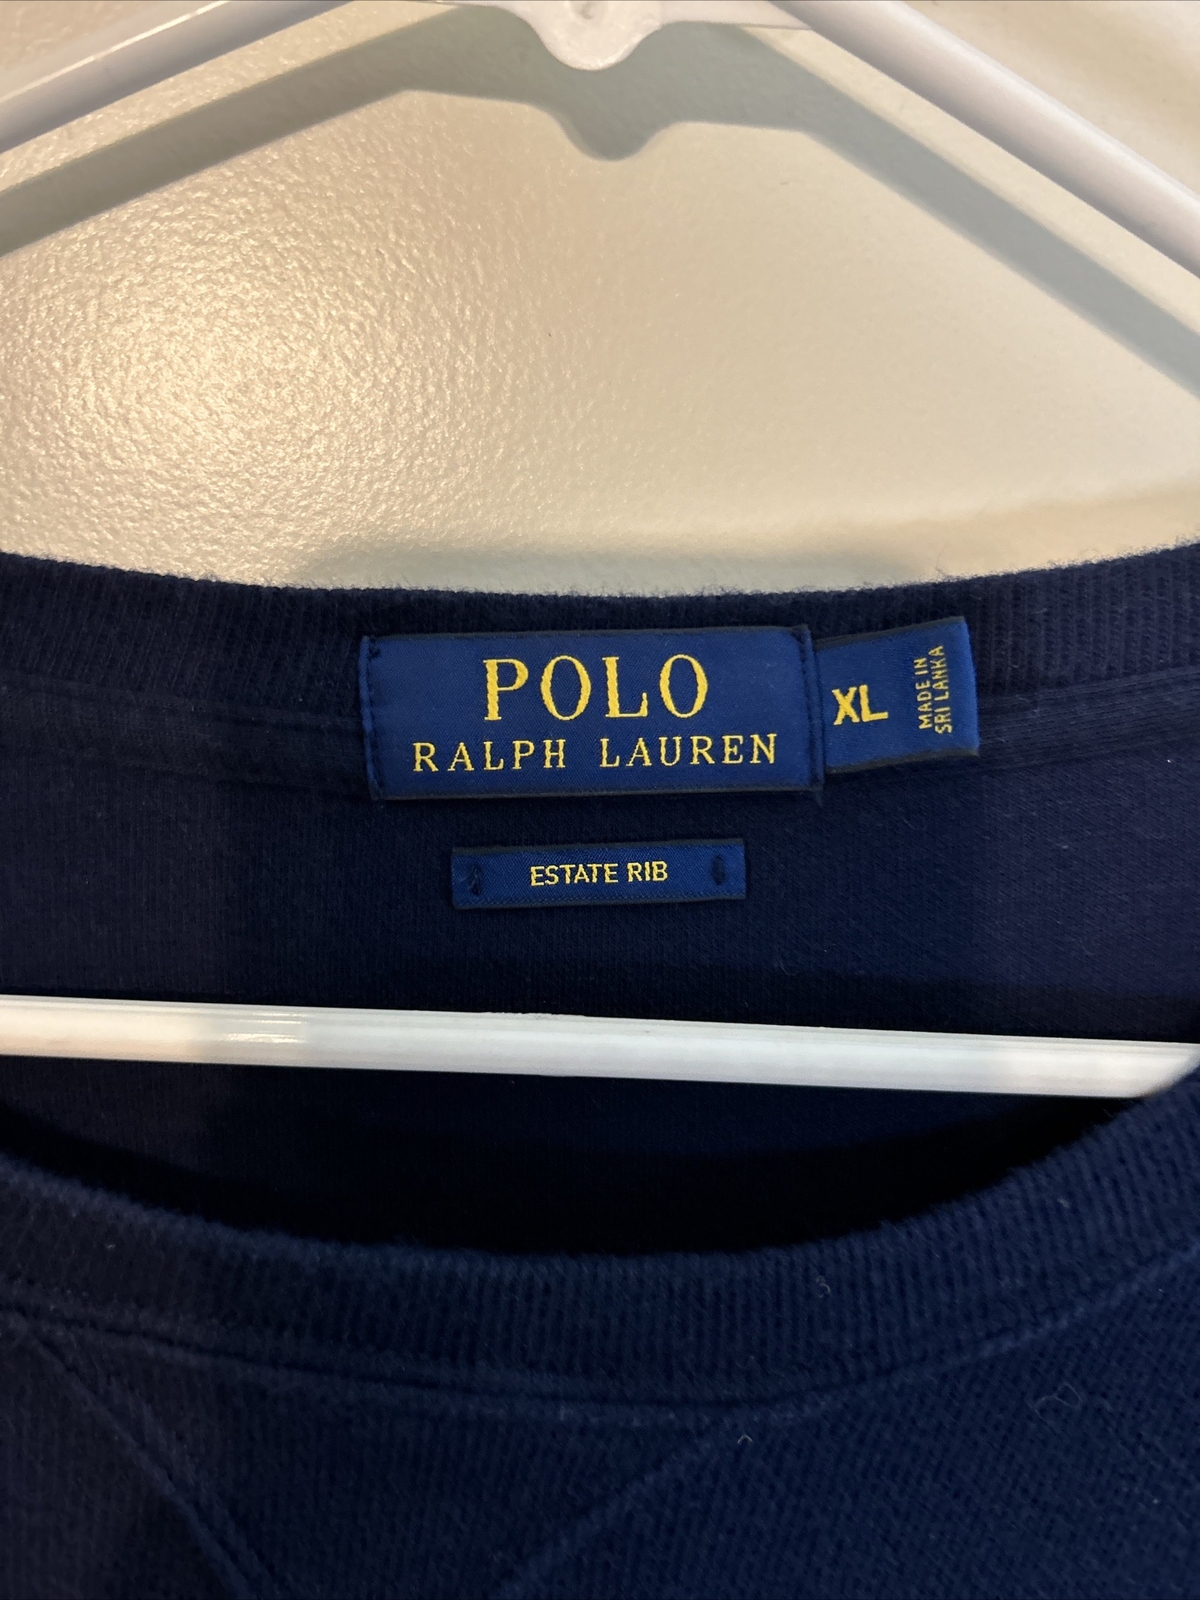 POLO
RALPH LAUREN
XL
MADE IN
SRI LANKA
ESTATE RIB